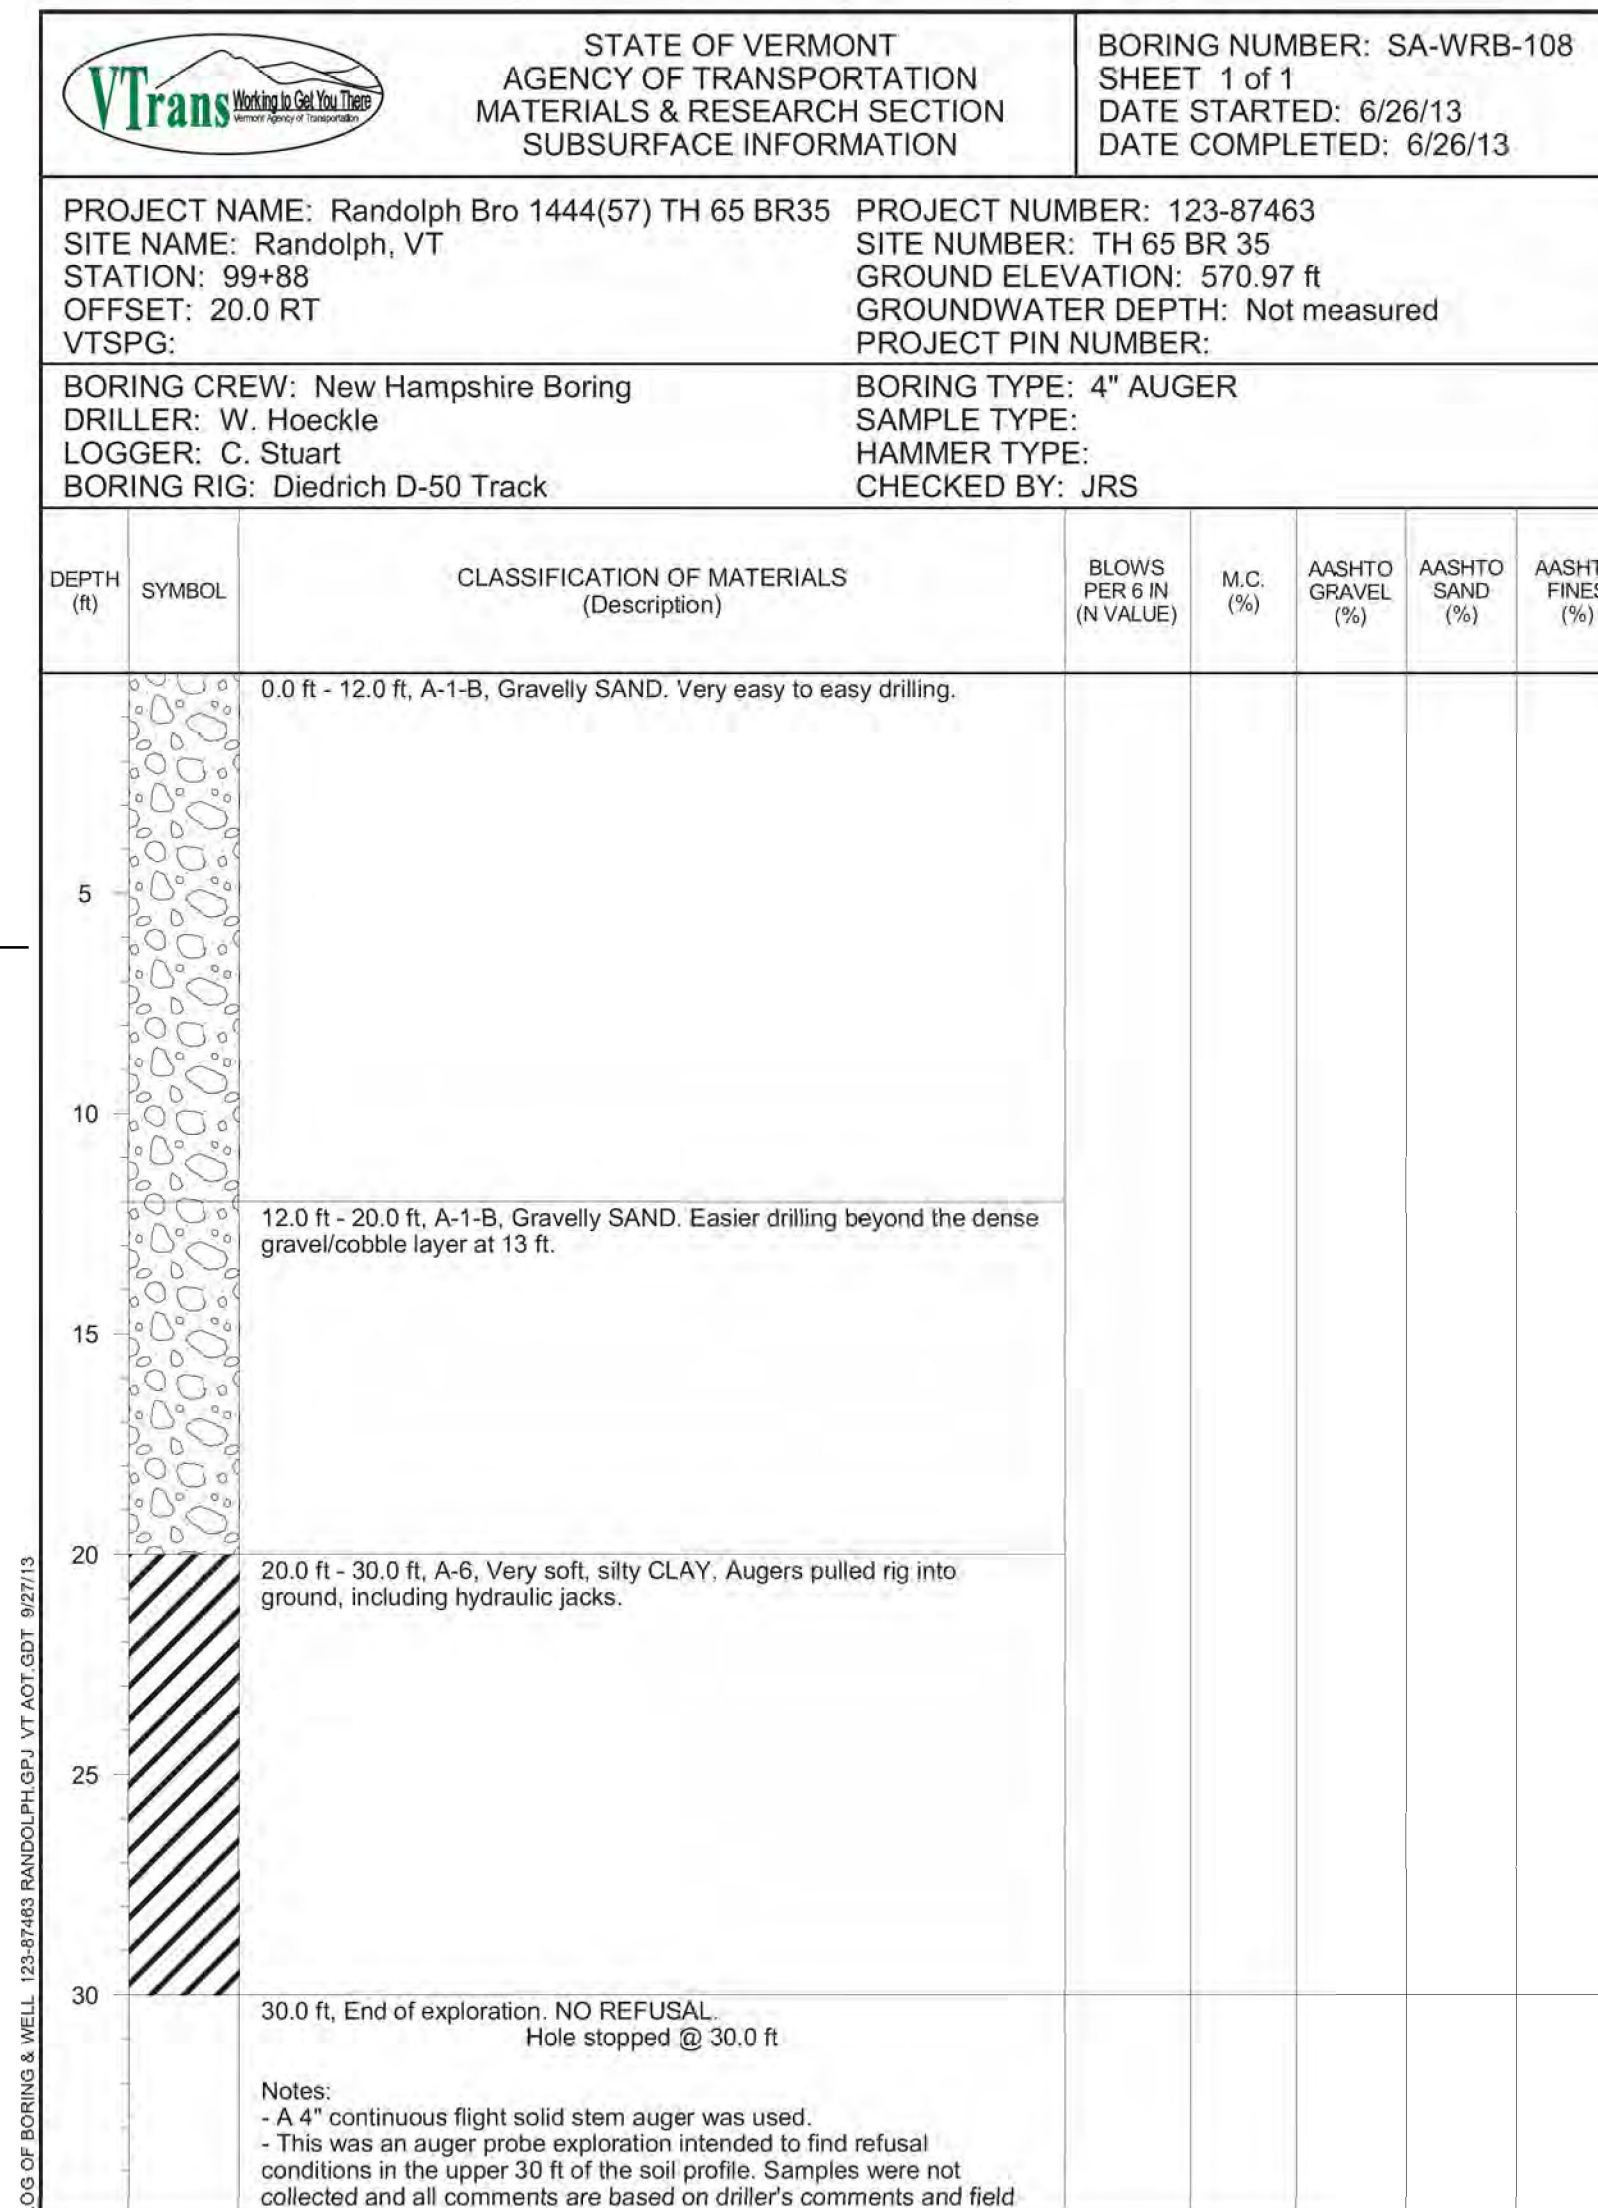 VTrans Working to Get You There
Vermont Agency of Transportation
STATE OF VERMONT
AGENCY OF TRANSPORTATION
MATERIALS & RESEARCH SECTION
SUBSURFACE INFORMATION
BORING NUMBER: SA-WRB-108
SHEET 1 of 1
DATE STARTED: 6/26/13
DATE COMPLETED: 6/26/13
PROJECT NAME: Randolph Bro 1444(57) TH 65 BR35
SITE NAME: Randolph, VT
STATION: 99+88
OFFSET: 20.0 RT
VTSPG:
PROJECT NUMBER: 123-87463
SITE NUMBER: TH 65 BR 35
GROUND ELEVATION: 570.97 ft
GROUNDWATER DEPTH: Not measured
PROJECT PIN NUMBER:
BORING CREW: New Hampshire Boring
DRILLER: W. Hoeckle
LOGGER: C. Stuart
BORING RIG: Diedrich D-50 Track
BORING TYPE: 4" AUGER
SAMPLE TYPE:
HAMMER TYPE:
CHECKED BY: JRS
DEPTH
(ft)
SYMBOL
CLASSIFICATION OF MATERIALS
(Description)
BLOWS
PER 6 IN
(N VALUE)
M.C.
(%)
AASHTO
GRAVEL
(%)
AASHTO
SAND
(%)
AASHT
FINES
(%)
0.0 ft - 12.0 ft, A-1-B, Gravelly SAND. Very easy to easy drilling.
5
10
12.0 ft - 20.0 ft, A-1-B, Gravelly SAND. Easier drilling beyond the dense
gravel/cobble layer at 13 ft.
15
20
20.0 ft - 30.0 ft, A-6, Very soft, silty CLAY. Augers pulled rig into
ground, including hydraulic jacks.
25
30
30.0 ft, End of exploration. NO REFUSAL.
Hole stopped @ 30.0 ft
Notes:
- A 4" continuous flight solid stem auger was used.
- This was an auger probe exploration intended to find refusal
conditions in the upper 30 ft of the soil profile. Samples were not
collected and all comments are based on driller's comments and field
OG OF BORING & WELL 123-87463 RANDOLPH.GPJ VT AOT.GDT 9/27/13